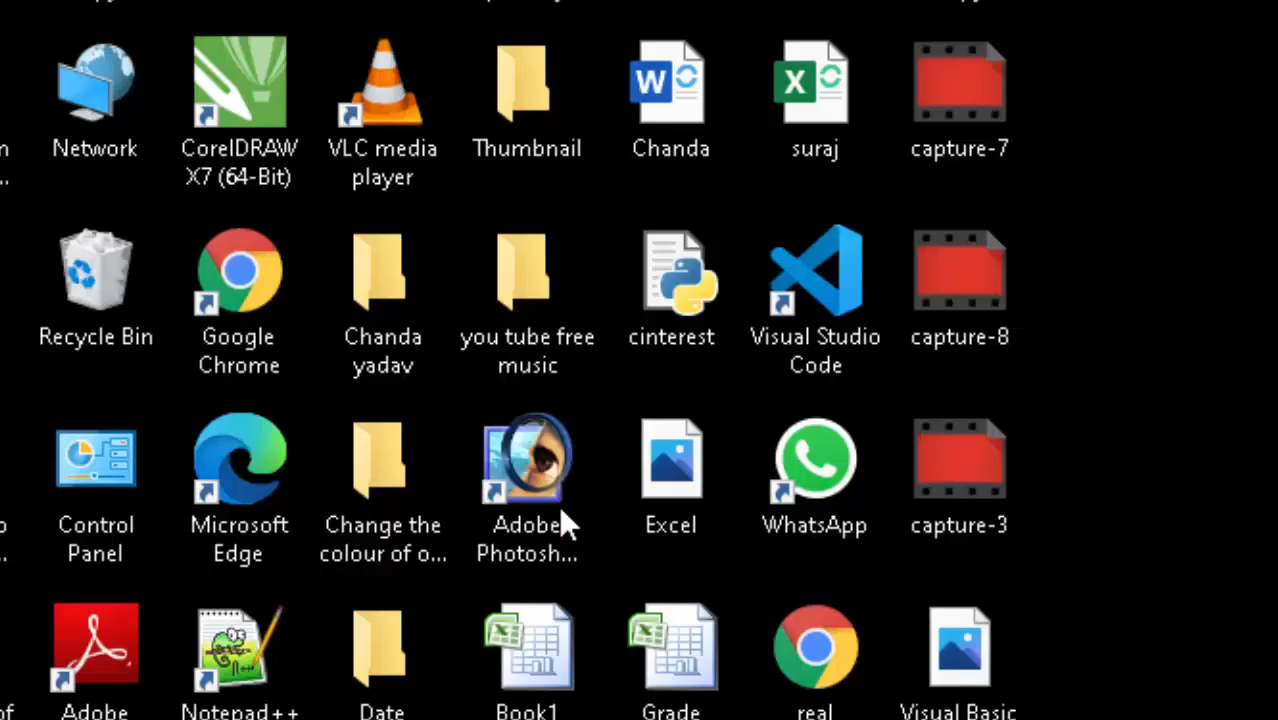 Network
CorelDRAW
X7 (64-Bit)
VLC media
player
Thumbnail
Chanda
suraj
capture-7
Recycle Bin
Google
Chrome
Chanda
yadav
you tube free
music
cinterest
Visual Studio
Code
capture-8
Control
Panel
Microsoft
Edge
Change the
colour of o...
Adobe
Photosh...
Excel
WhatsApp
capture-3
Adobe
Notepad++
Date
Book1
Grade
real
Visual Basic